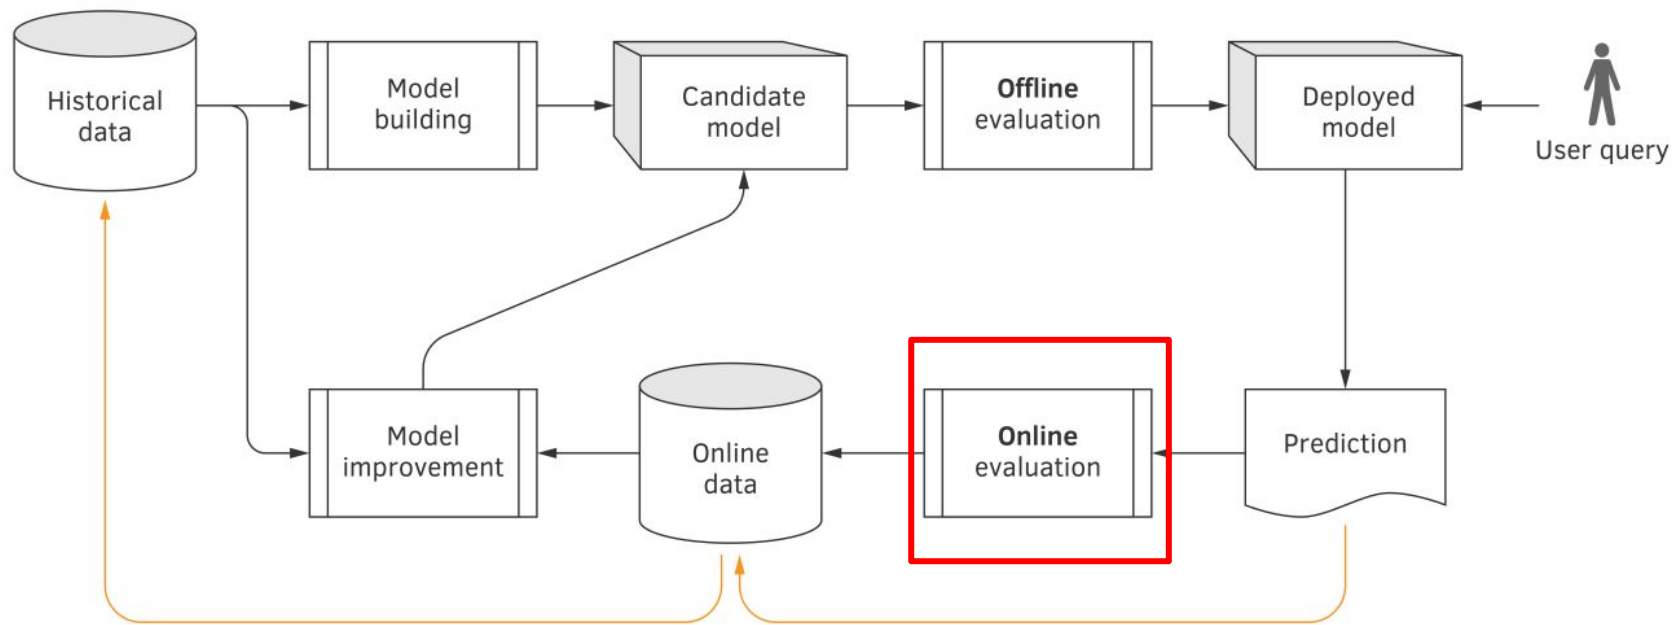 Historical
data
Model
building
Candidate
model
Offline
evaluation
Deployed
model
User query
Model
improvement
Online
data
Online
evaluation
Prediction